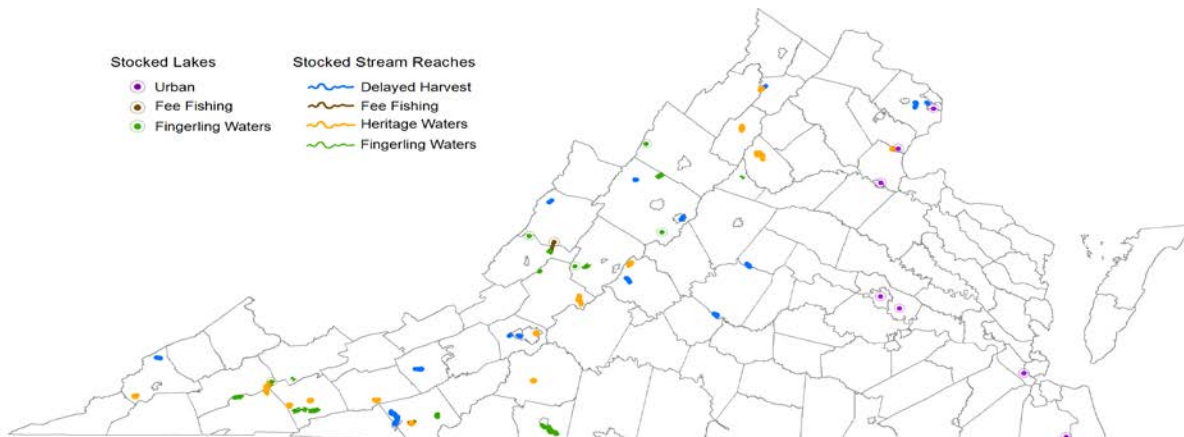 Stocked Lakes
Urban
Fee Fishing
Fingerling Waters
Stocked Stream Reaches
Delayed Harvest
Fee Fishing
Heritage Waters
Fingerling Waters